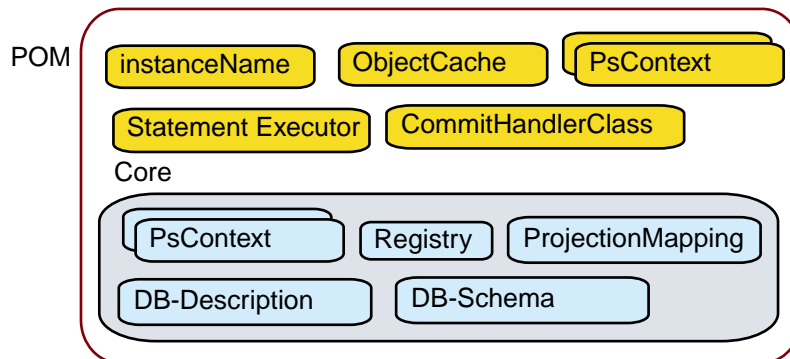 POM
instanceName
ObjectCache
PsContext
Statement Executor
CommitHandlerClass
Core
PsContext
Registry
ProjectionMapping
DB-Description
DB-Schema